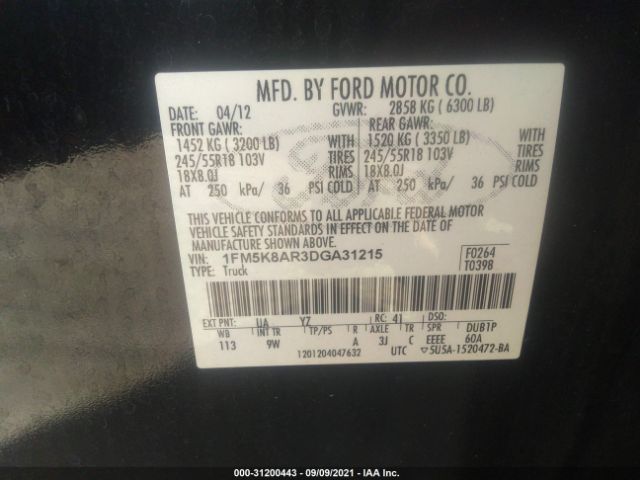 MFD. BY FORD MOTOR CO.
DATE: 04/12 GVWR: 2858 KG ( 6300 LB)
FRONT GAWR: REAR GAWR:
1452 KG ( 3200 LB) WITH 1520 KG ( 3350 LB) WITH
245/55R18 103V TIRES 245/55R18 103V TIRES
18X8.0J RIMS 18X8.0J RIMS
AT 250 kPa/ 36 PSI COLD AT 250 kPa/ 36 PSI COLD
THIS VEHICLE CONFORMS TO ALL APPLICABLE FEDERAL MOTOR
VEHICLE SAFETY STANDARDS IN EFFECT ON THE DATE OF
MANUFACTURE SHOWN ABOVE.
VIN: 1FM5K8AR3DGA31215 F0264
TYPE: Truck T0398
EXT PNT: UA Y7 RC: 41 DSO:
WB INT TR TP/PS R AXLE TR SPR DUB1P
113 9W A 3J C EEEE 60A
1201204047632 UTC ▽5USA-1520472-BA
000-31200443 - 09/09/2021 - IAA Inc.